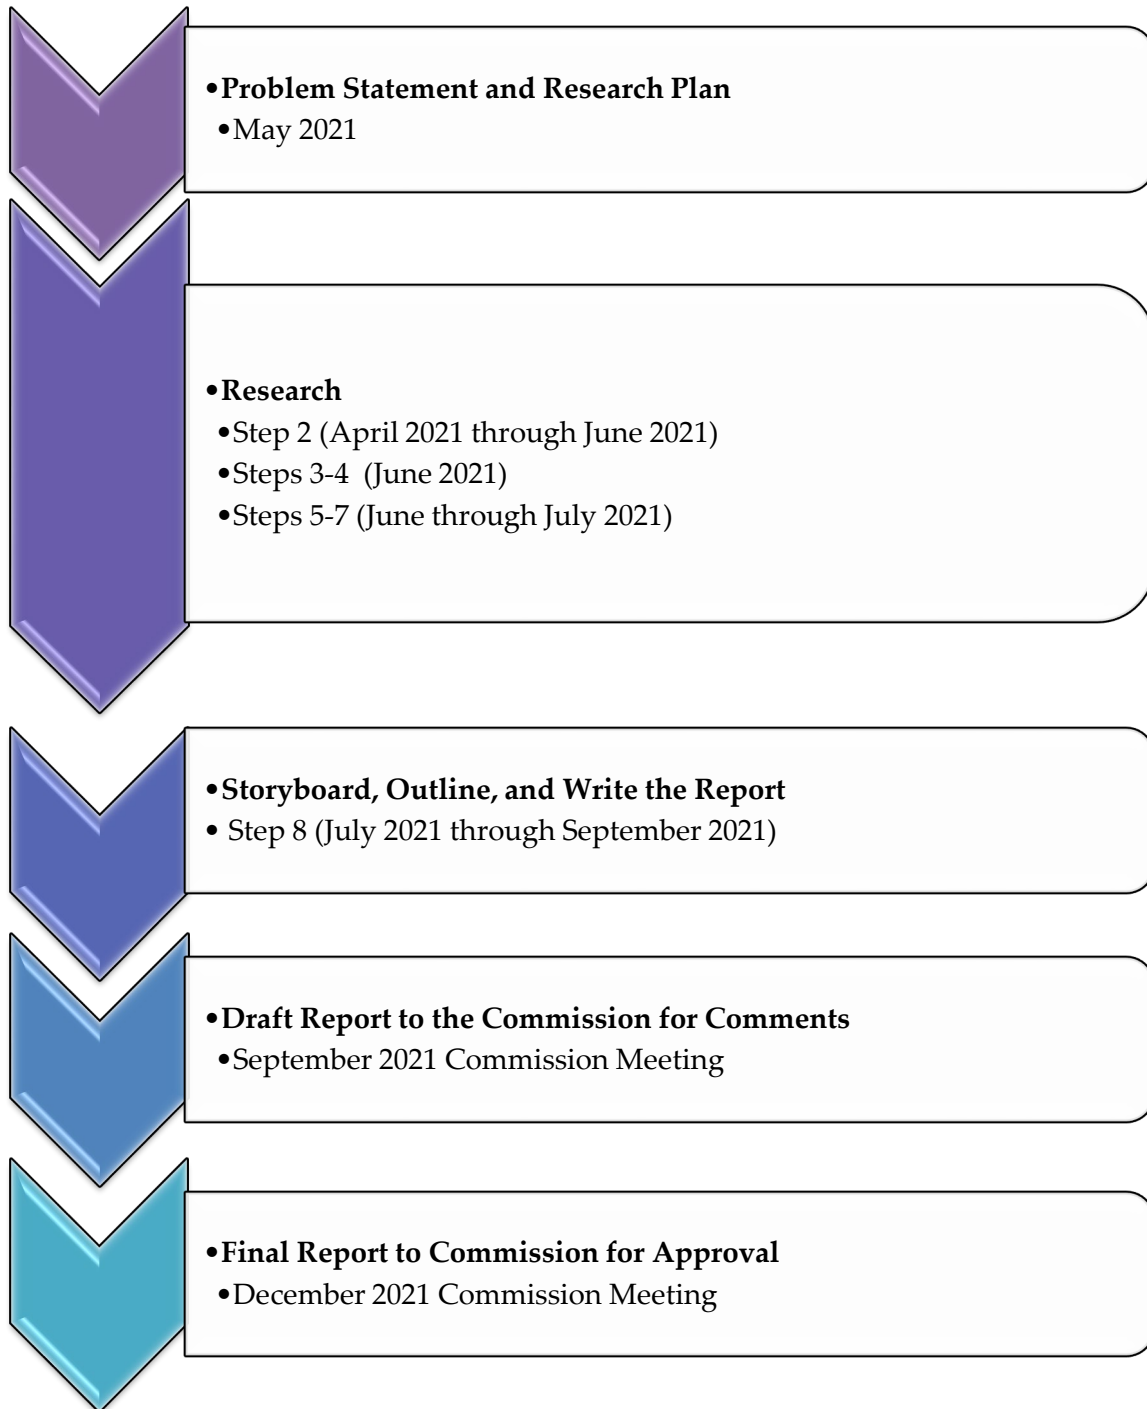 •Problem Statement and Research Plan
•May 2021
•Research
•Step 2 (April 2021 through June 2021)
•Steps 3-4  (June 2021)
•Steps 5-7 (June through July 2021)
•Storyboard, Outline, and Write the Report
• Step 8 (July 2021 through September 2021)
•Draft Report to the Commission for Comments
•September 2021 Commission Meeting
•Final Report to Commission for Approval
•December 2021 Commission Meeting